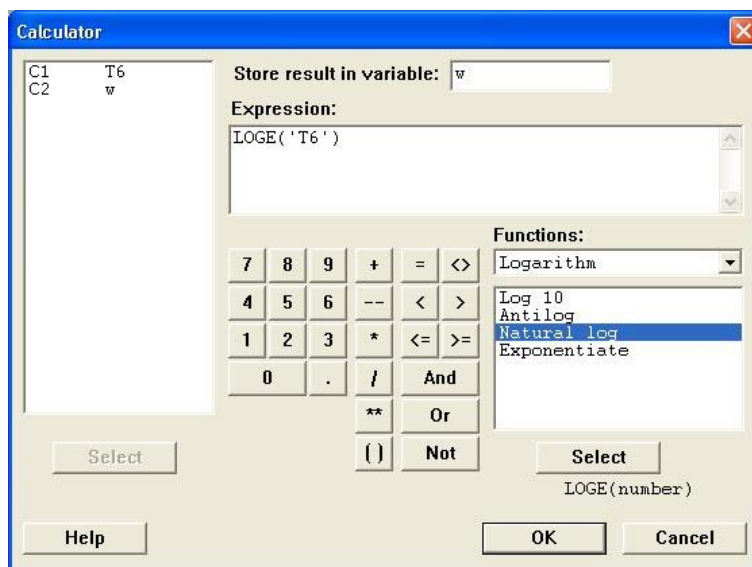 Calculator
C1 T6
C2 w
Store result in variable: w
Expression:
LOGE('T6')
Functions:
Logarithm
Log 10
Antilog
Natural log
Exponentiate
7 8 9 + = <>
4 5 6 -- < >
1 2 3 * <= >=
0 . / And
** Or
() Not
Select
Select
LOGE(number)
Help
OK
Cancel